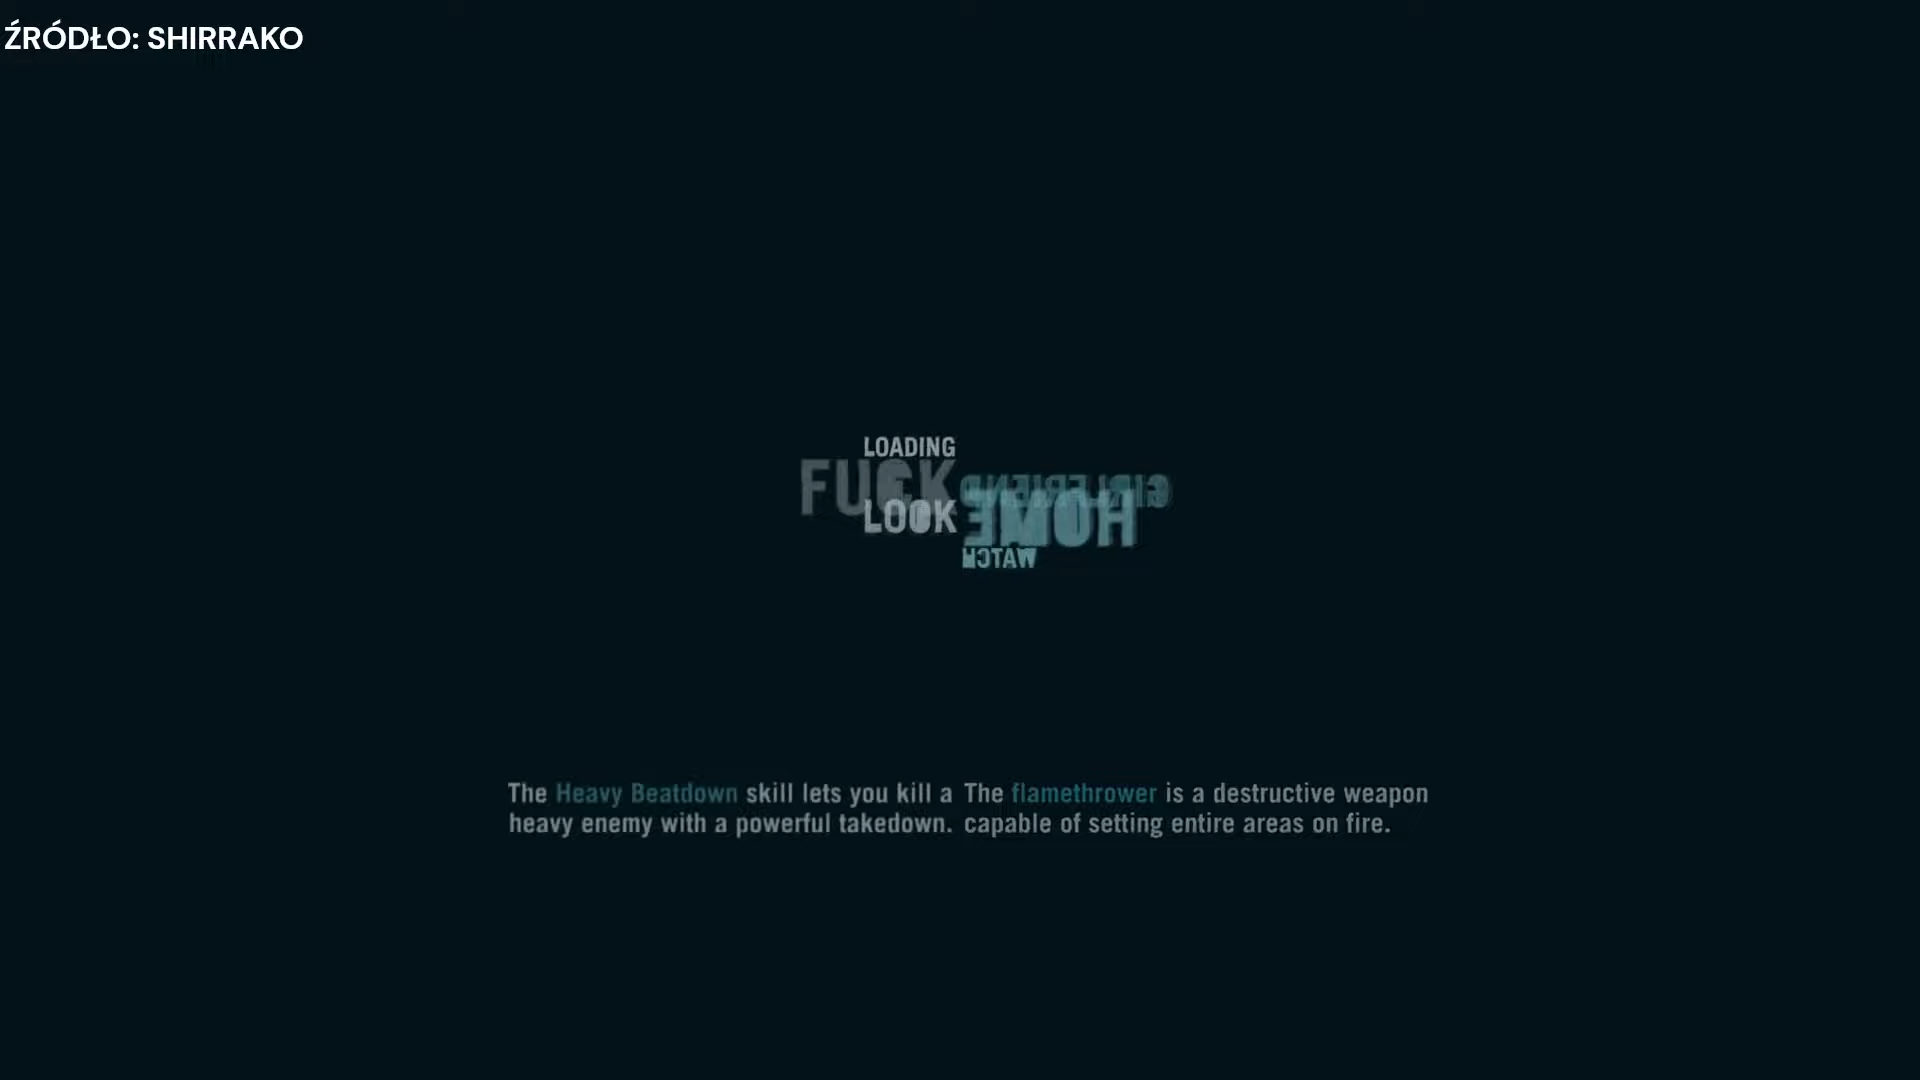 ŹRÓDŁO: SHIRRAKO
LOADING
FUCK
GIRLFRIEND
LOOK
HOME
WATCH
The Heavy Beatdown skill lets you kill a
heavy enemy with a powerful takedown.
The flamethrower is a destructive weapon
capable of setting entire areas on fire.